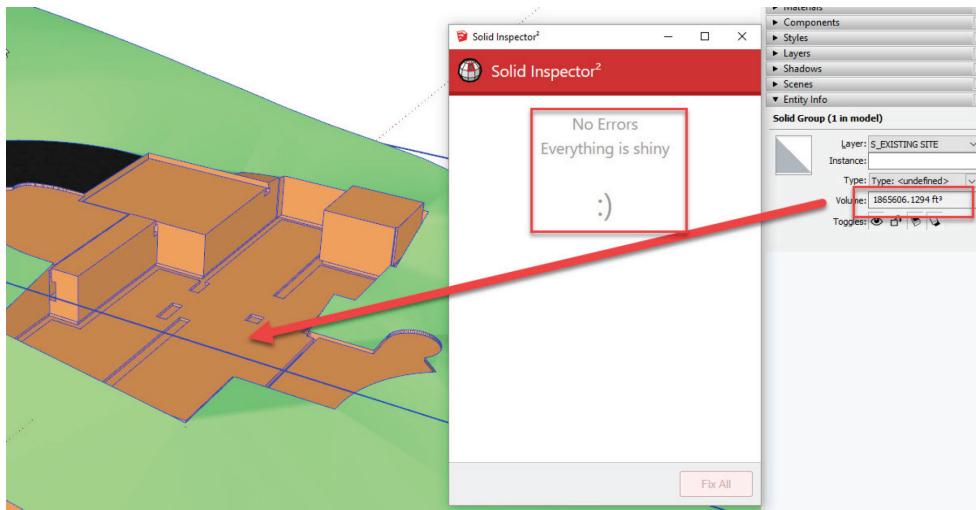 Materials
Components
Styles
Layers
Shadows
Scenes
Entity Info
Solid Group (1 in model)
Layer: S_EXISTING SITE
Instance:
Type: Type: <undefined>
Volume: 1865606.1294 ft³
Toggles:
Solid Inspector²
Solid Inspector²
No Errors
Everything is shiny
:)
Fix All